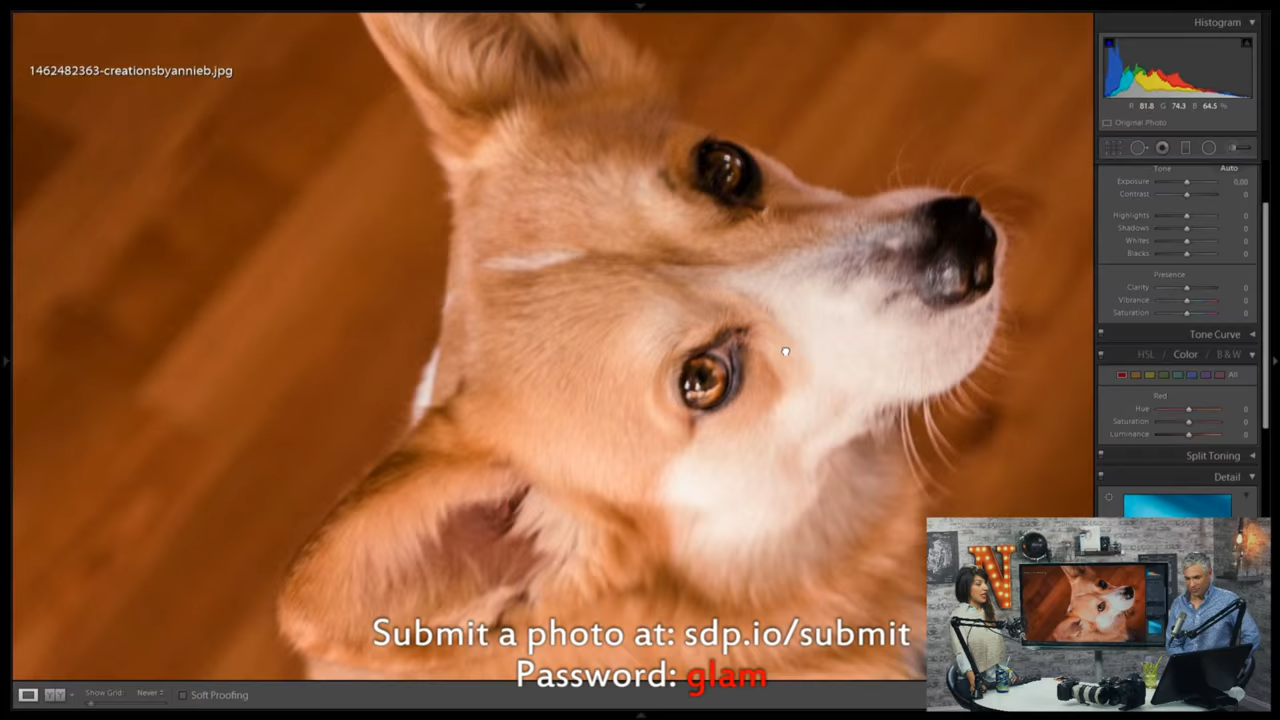 1462482363-creationsbyannieb.jpg
Histogram
R 81.8 G 74.3 B 64.5 %
Original Photo
Tone Auto
Exposure 0.00
Contrast 0
Highlights 0
Shadows 0
Whites 0
Blacks 0
Presence
Clarity 0
Vibrance 0
Saturation 0
Tone Curve
HSL / Color / B & W
All
Red
Hue 0
Saturation 0
Luminance 0
Split Toning
Detail
N
Submit a photo at: sdp.io/submit
Password: glam
Y Y
Show Grid: Never
Soft Proofing